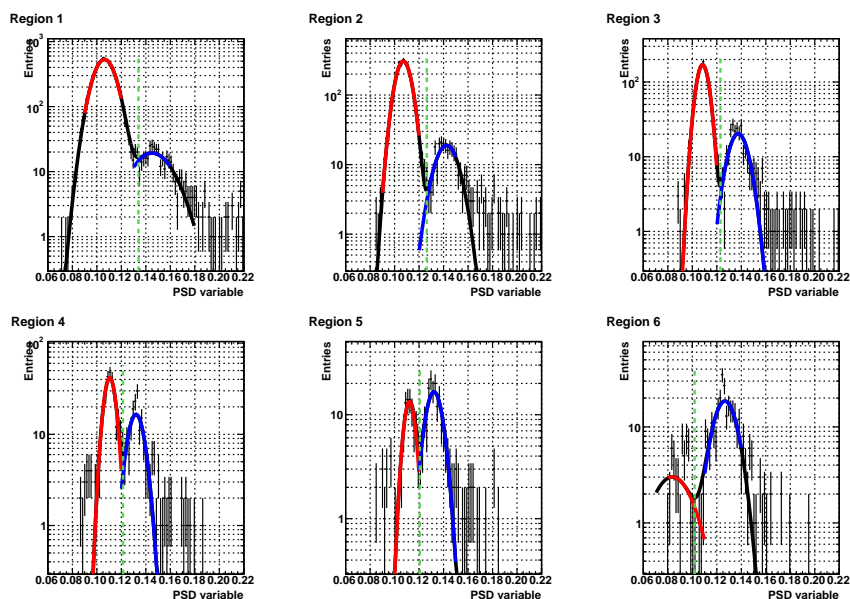 Region 1
Entries
10³
10²
10
1
0.06 0.08 0.10 0.12 0.14 0.16 0.18 0.20 0.22
PSD variable
Region 2
Entries
10²
10
1
0.06 0.08 0.10 0.12 0.14 0.16 0.18 0.20 0.22
PSD variable
Region 3
Entries
10²
10
1
0.06 0.08 0.10 0.12 0.14 0.16 0.18 0.20 0.22
PSD variable
Region 4
Entries
10²
10
1
0.06 0.08 0.10 0.12 0.14 0.16 0.18 0.20 0.22
PSD variable
Region 5
Entries
10
1
0.06 0.08 0.10 0.12 0.14 0.16 0.18 0.20 0.22
PSD variable
Region 6
Entries
10
1
0.06 0.08 0.10 0.12 0.14 0.16 0.18 0.20 0.22
PSD variable